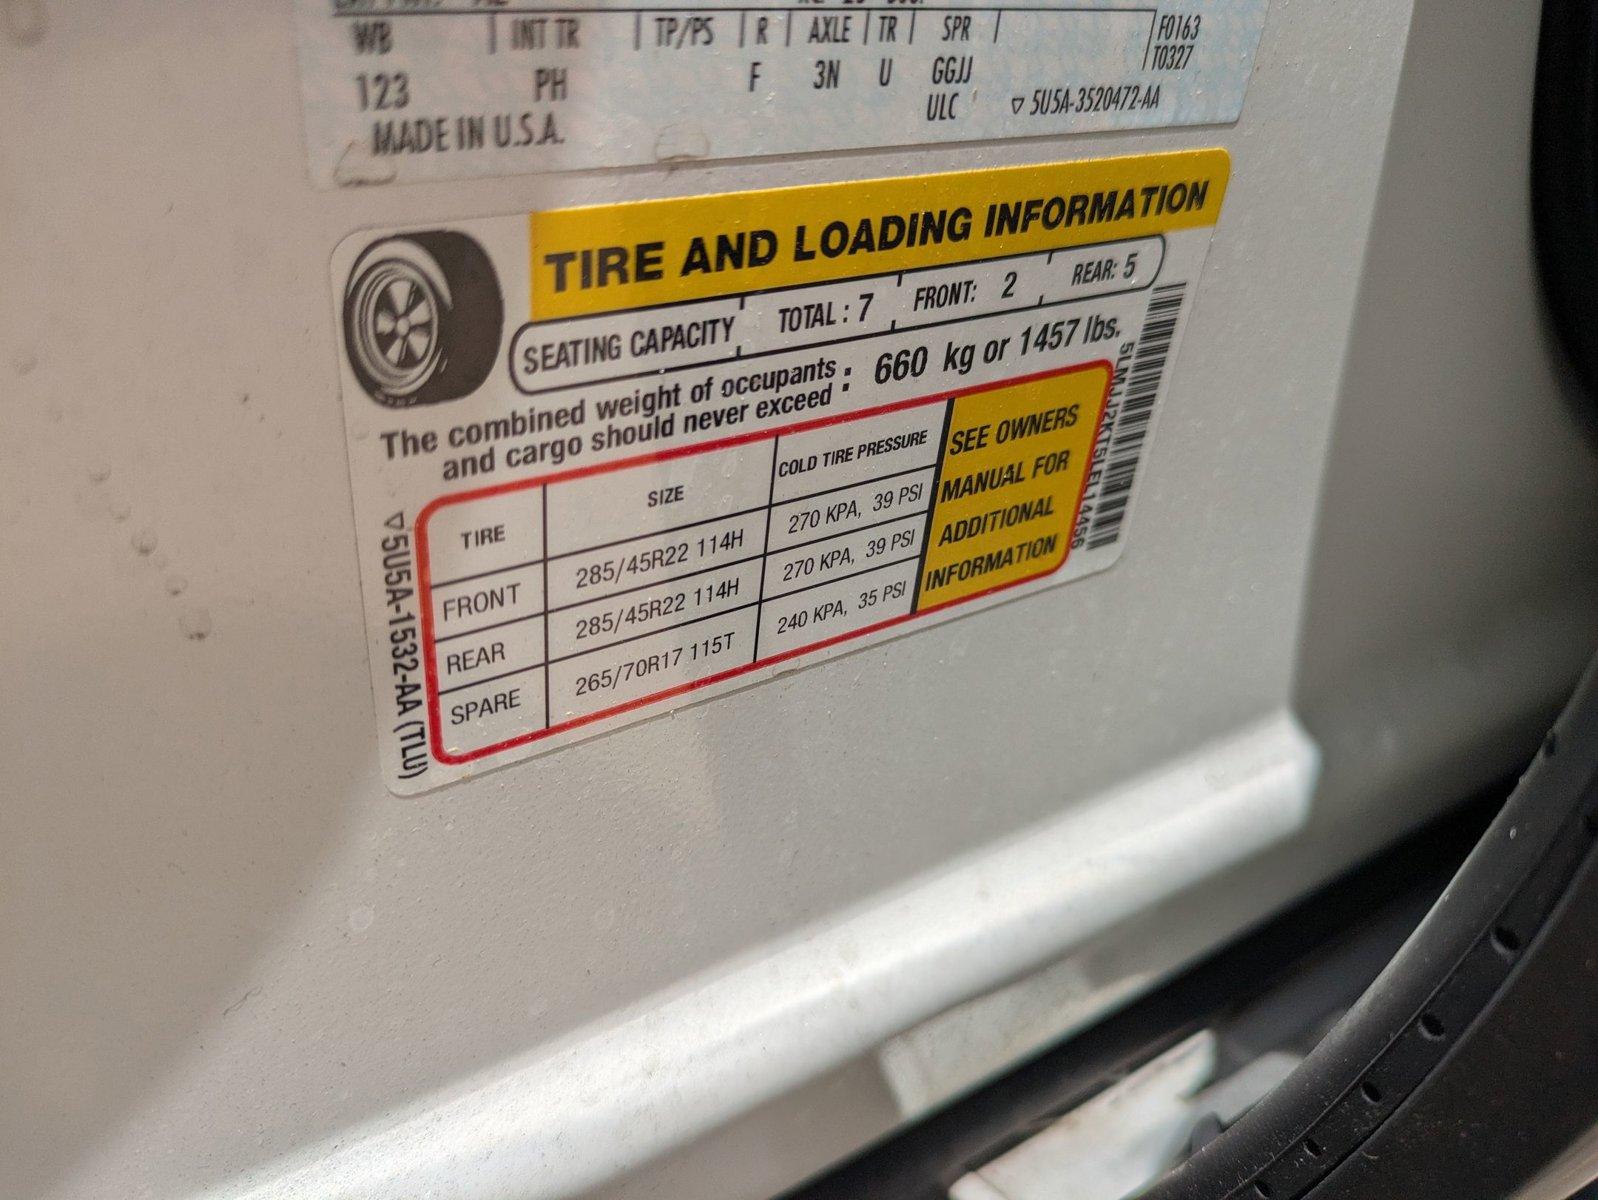 WB | INT TR | TP/PS | R | AXLE | TR | SPR | F0163
T0327
123 PH F 3N U GGJJ
ULC ▽ 5U5A-3520472-AA
MADE IN U.S.A.
TIRE AND LOADING INFORMATION
SEATING CAPACITY TOTAL : 7 FRONT: 2 REAR: 5
The combined weight of occupants
and cargo should never exceed : 660 kg or 1457 lbs.
TIRE SIZE COLD TIRE PRESSURE
FRONT 285/45R22 114H 270 KPA, 39 PSI
REAR 285/45R22 114H 270 KPA, 39 PSI
SPARE 265/70R17 115T 240 KPA, 35 PSI
SEE OWNERS
MANUAL FOR
ADDITIONAL
INFORMATION
▽5U5A-1532-AA (TLU)
5LMJJ2KT5LEL14456